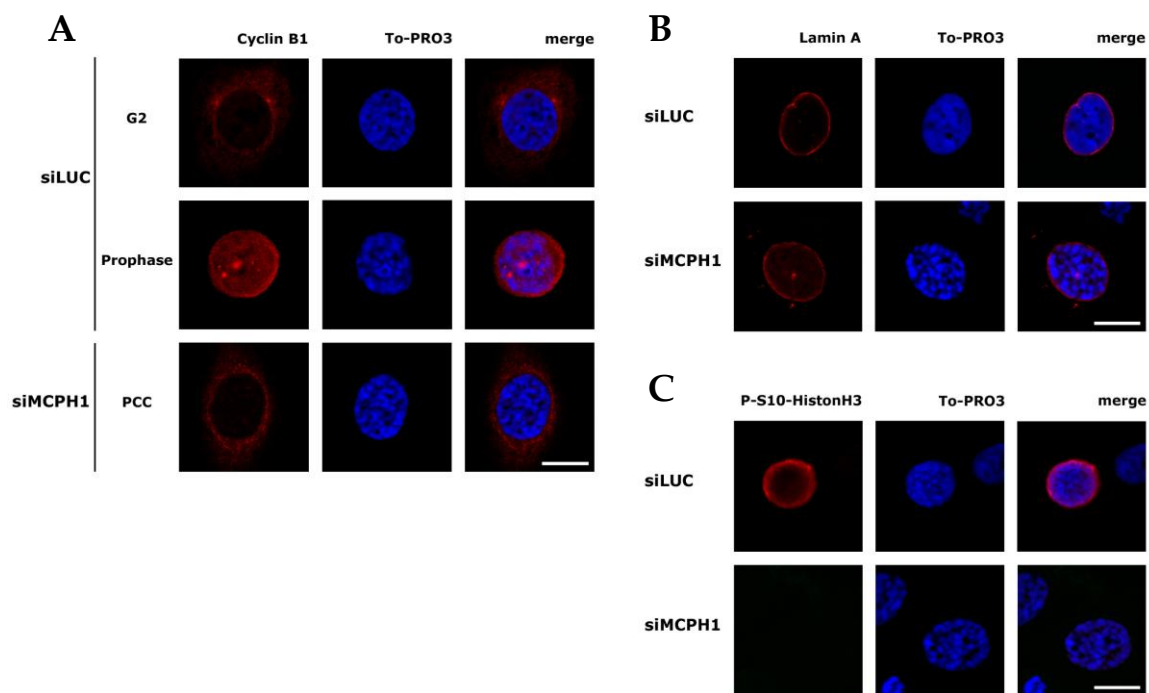 A
Cyclin B1 To-PRO3 merge
siLUC
G2
Prophase
siMCPH1
PCC
B
Lamin A To-PRO3 merge
siLUC
siMCPH1
C
P-S10-HistonH3 To-PRO3 merge
siLUC
siMCPH1